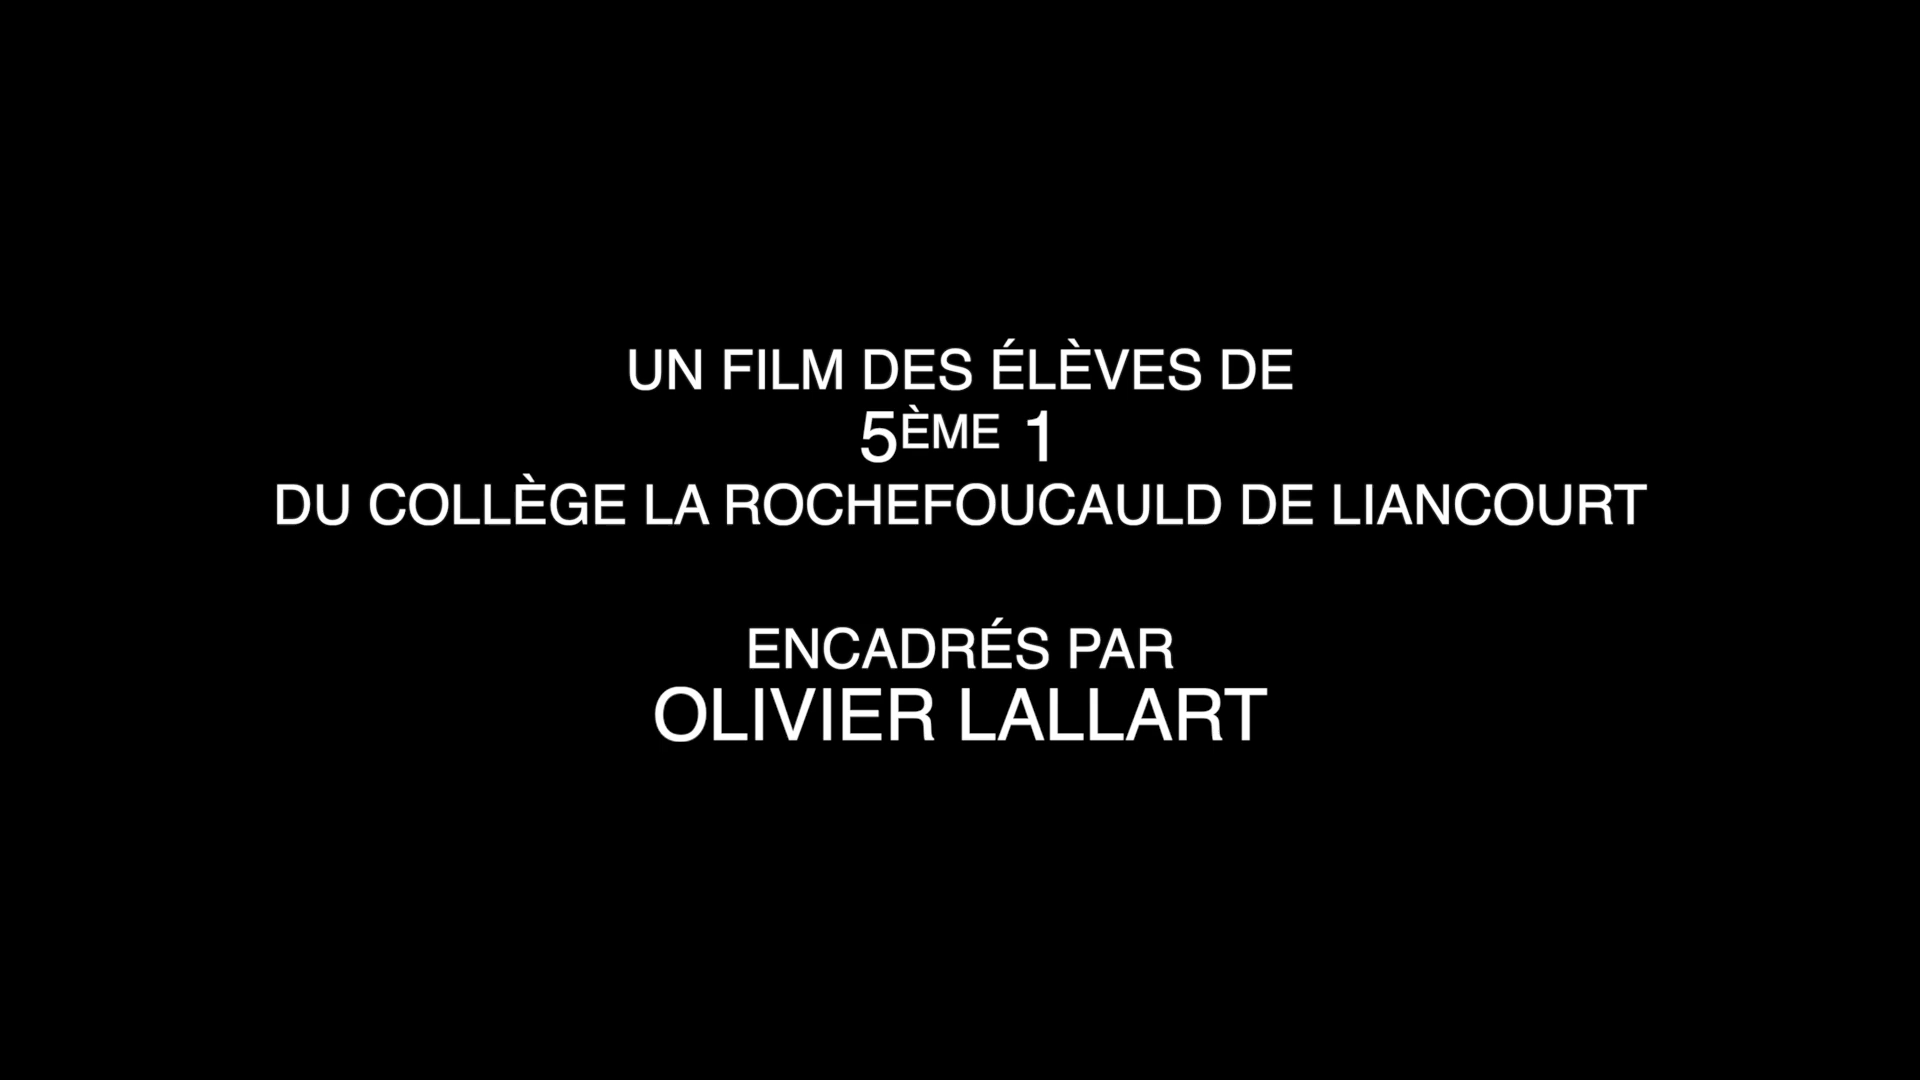 UN FILM DES ÉLÈVES DE
5ÈME 1
DU COLLÈGE LA ROCHEFOUCAULD DE LIANCOURT
ENCADRÉS PAR
OLIVIER LALLART